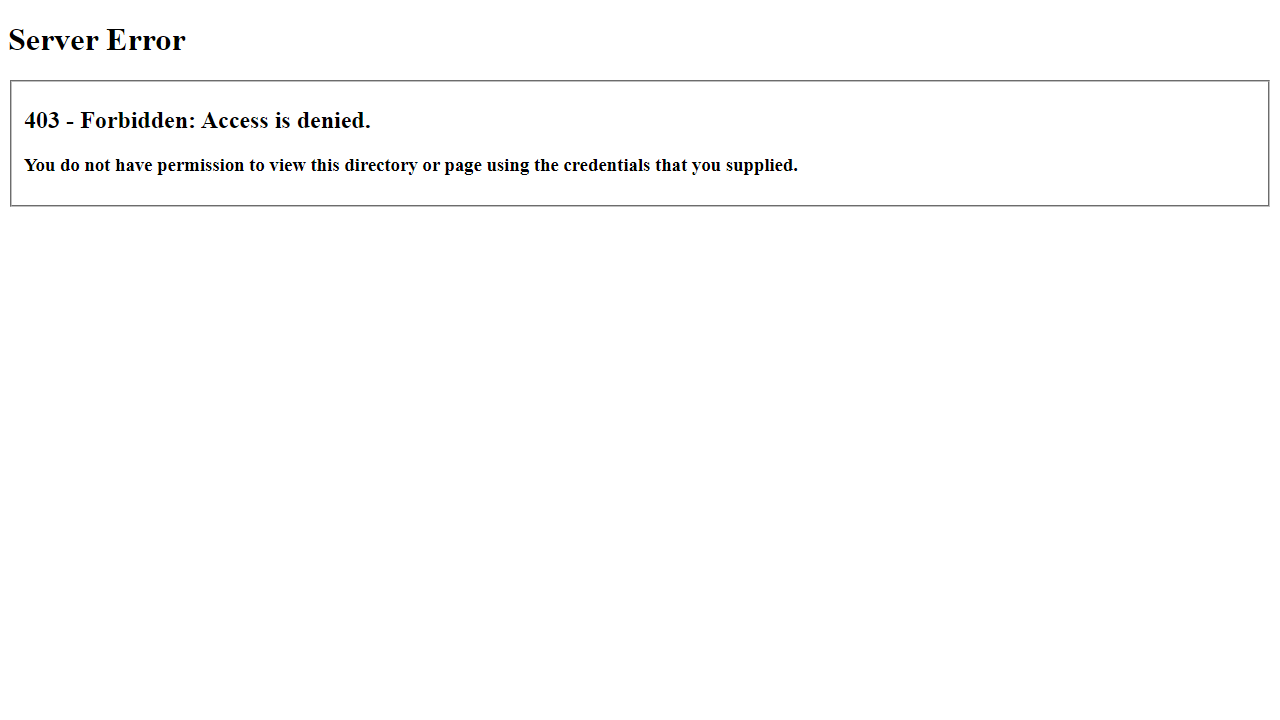 Server Error
403 - Forbidden: Access is denied.
You do not have permission to view this directory or page using the credentials that you supplied.